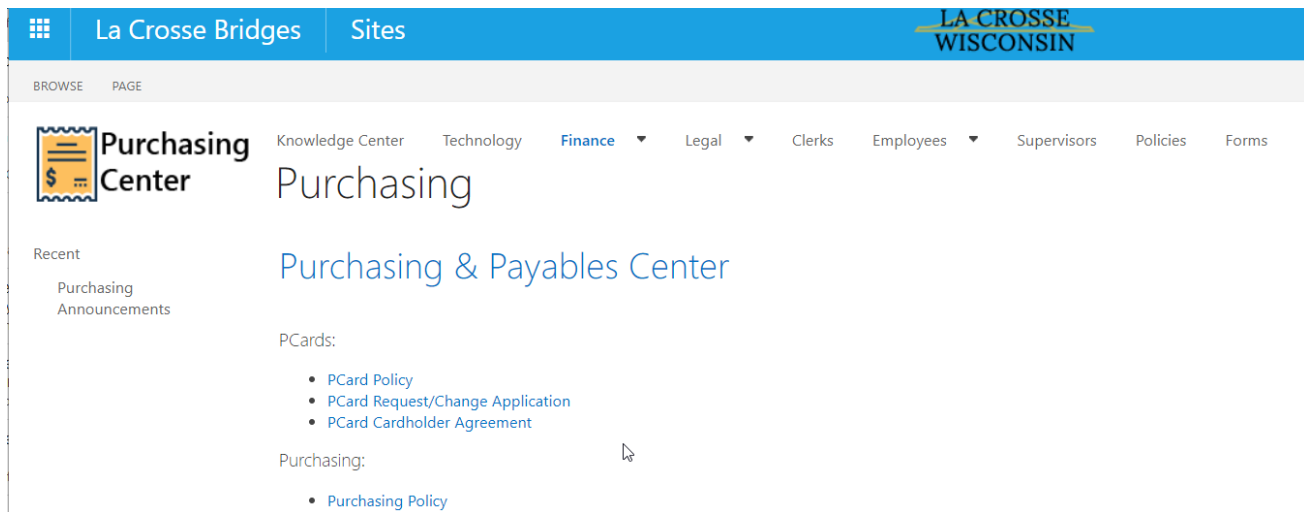 La Crosse Bridges Sites
LA CROSSE
WISCONSIN
BROWSE PAGE
Purchasing
Center
$
Knowledge Center Technology Finance Legal Clerks Employees Supervisors Policies Forms
Purchasing
Recent
Purchasing
Announcements
Purchasing & Payables Center
PCards:
• PCard Policy
• PCard Request/Change Application
• PCard Cardholder Agreement
Purchasing:
• Purchasing Policy